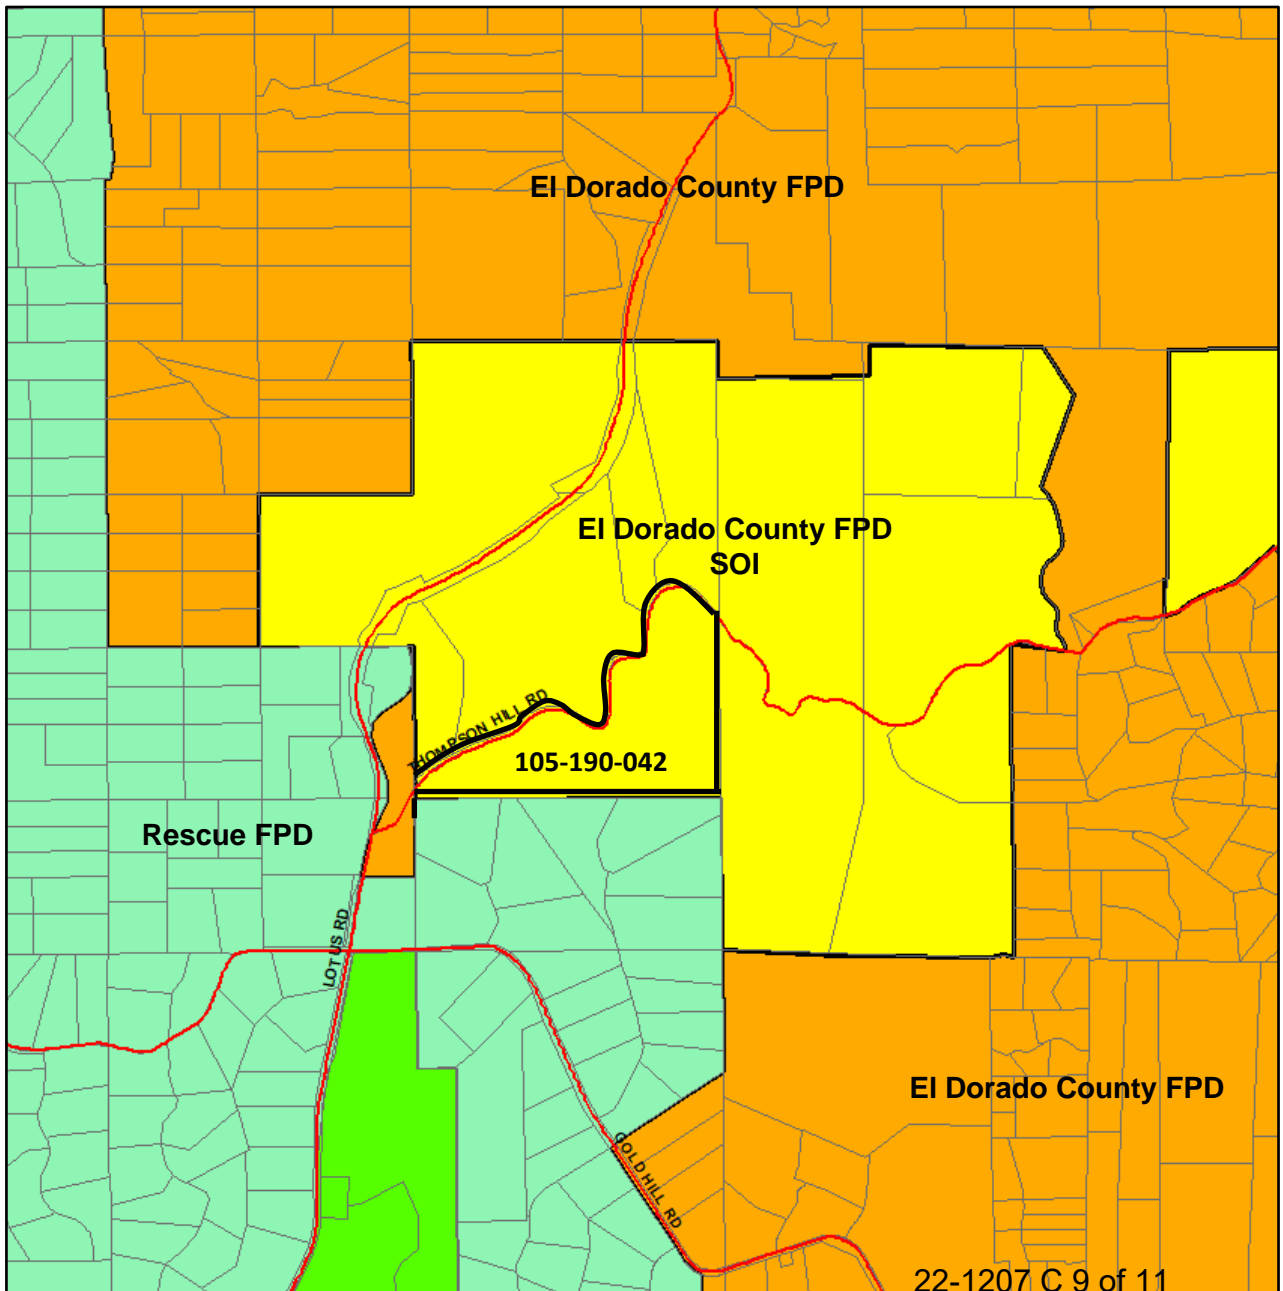 El Dorado County FPD
El Dorado County FPD
SOI
THOMPSON HILL RD
105-190-042
Rescue FPD
LOTUS RD
El Dorado County FPD
GOLD HILL RD
22-1207 C 9 of 11